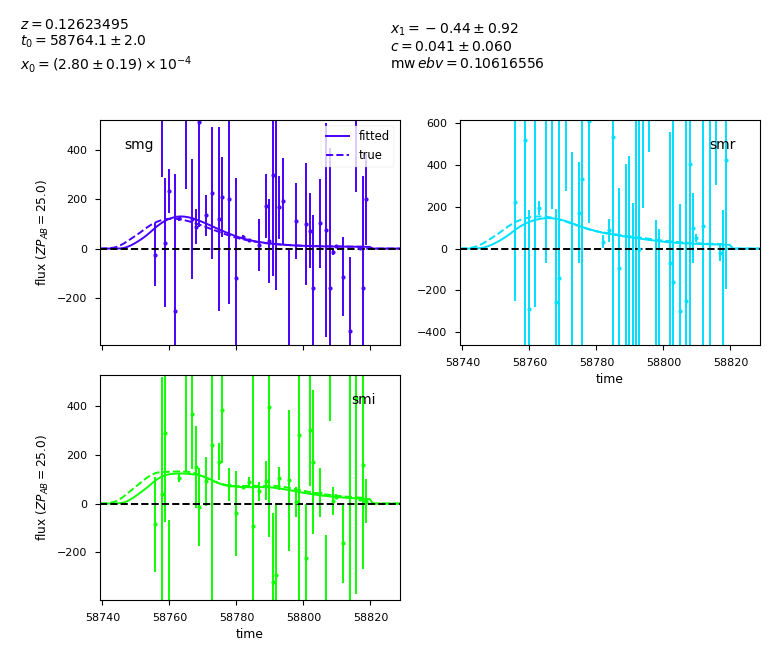 z = 0.12623495
t₀ = 58764.1 ± 2.0
x₀ = (2.80 ± 0.19) × 10⁻⁴
x₁ = −0.44 ± 0.92
c = 0.041 ± 0.060
mw ebv = 0.10616556
smg
fitted
true
400
200
0
−200
flux (ZP_AB = 25.0)
smr
600
400
200
0
−200
−400
58740 58760 58780 58800 58820
time
smi
400
200
0
−200
flux (ZP_AB = 25.0)
58740 58760 58780 58800 58820
time